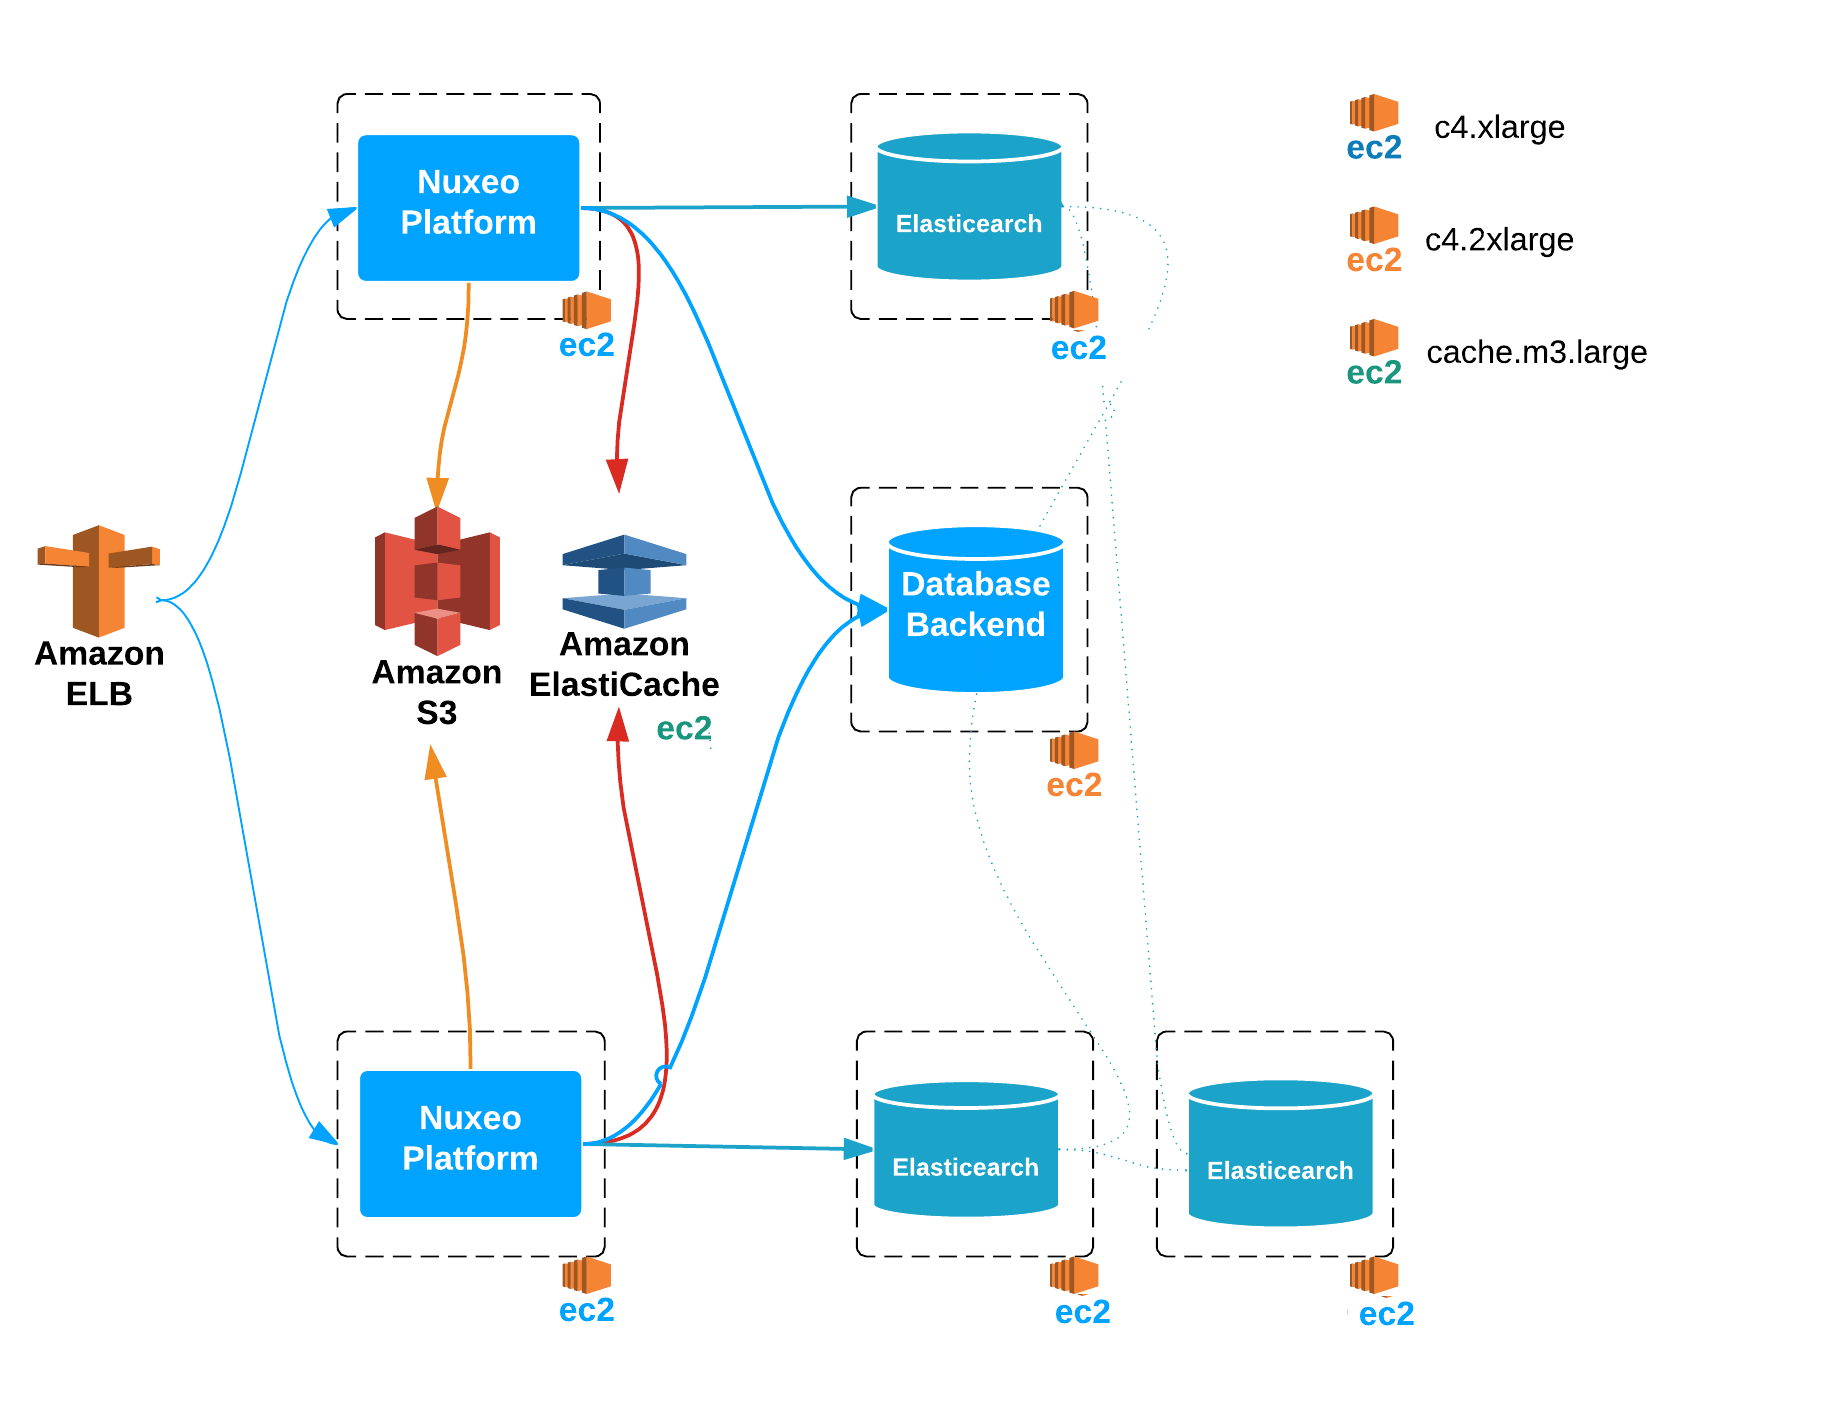 Nuxeo
Platform
ec2
Elasticearch
ec2
ec2
c4.xlarge
ec2
c4.2xlarge
ec2
cache.m3.large
Amazon
ELB
Amazon
S3
Amazon
ElastiCache
ec2
Database
Backend
ec2
Nuxeo
Platform
ec2
Elasticearch
ec2
Elasticearch
ec2